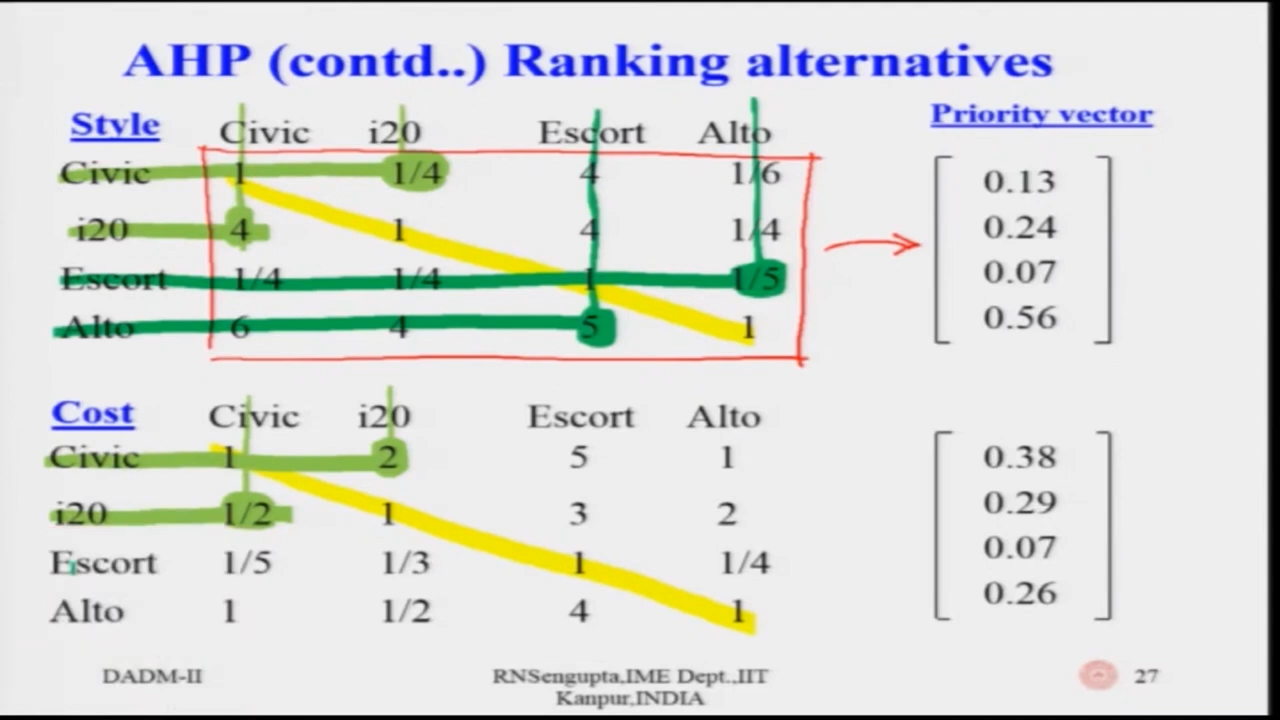 AHP (contd..) Ranking alternatives
Style Civic i20 Escort Alto Priority vector
Civic 1 1/4 4 1/6 0.13
i20 4 1 4 1/4 0.24
Escort 1/4 1/4 1 1/5 0.07
Alto 6 4 5 1 0.56
Cost Civic i20 Escort Alto
Civic 1 2 5 1 0.38
i20 1/2 1 3 2 0.29
Escort 1/5 1/3 1 1/4 0.07
Alto 1 1/2 4 1 0.26
DADM-II RNSengupta,IME Dept.,IIT 27
Kanpur,INDIA